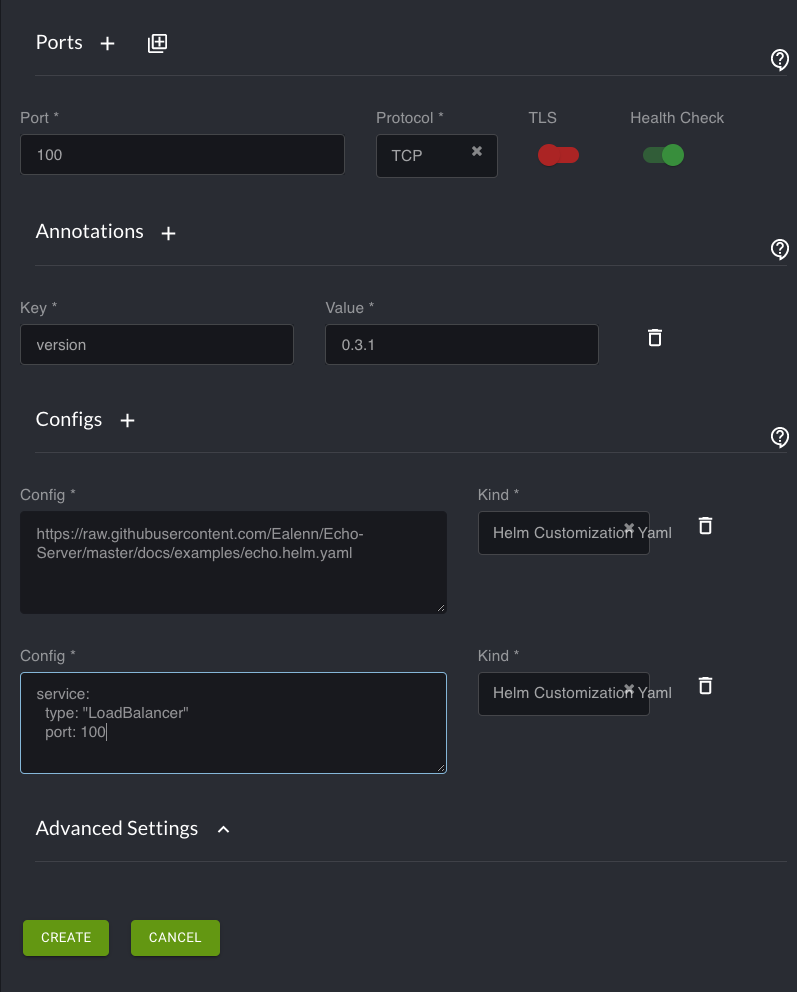 Ports +
Port * Protocol * TLS Health Check
100 TCP
Annotations +
Key * Value *
version 0.3.1
Configs +
Config * Kind *
https://raw.githubusercontent.com/Ealenn/Echo-
Server/master/docs/examples/echo.helm.yaml
Helm Customization Yaml
Config * Kind *
service:
  type: "LoadBalancer"
  port: 100
Helm Customization Yaml
Advanced Settings
CREATE CANCEL